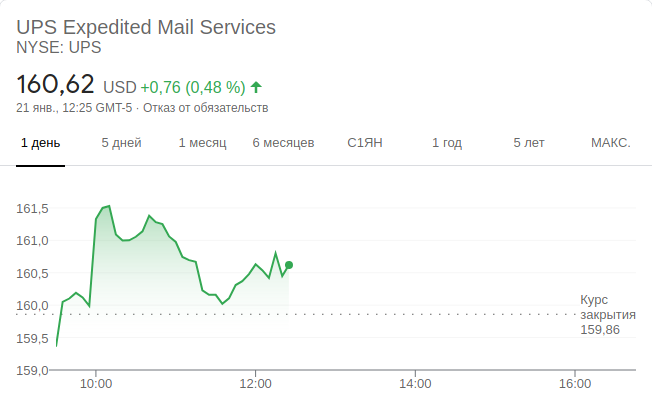 UPS Expedited Mail Services
NYSE: UPS
160,62 USD +0,76 (0,48 %)
21 янв., 12:25 GMT-5 · Отказ от обязательств
1 день 5 дней 1 месяц 6 месяцев С1ЯН 1 год 5 лет МАКС.
161,5
161,0
160,5
160,0
Курс
закрытия
159,86
159,5
159,0
10:00 12:00 14:00 16:00